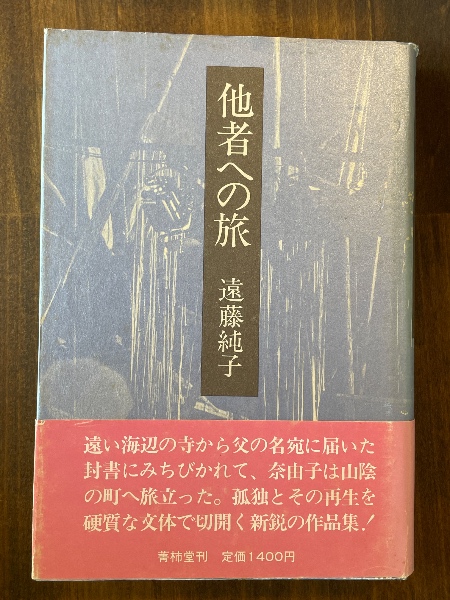 他者への旅
遠藤純子
遠い海辺の寺から父の名宛に届いた
封書にみちびかれて、奈由子は山陰
の町へ旅立った。孤独とその再生を
硬質な文体で切開く新鋭の作品集!
菁柿堂刊 定価1400円